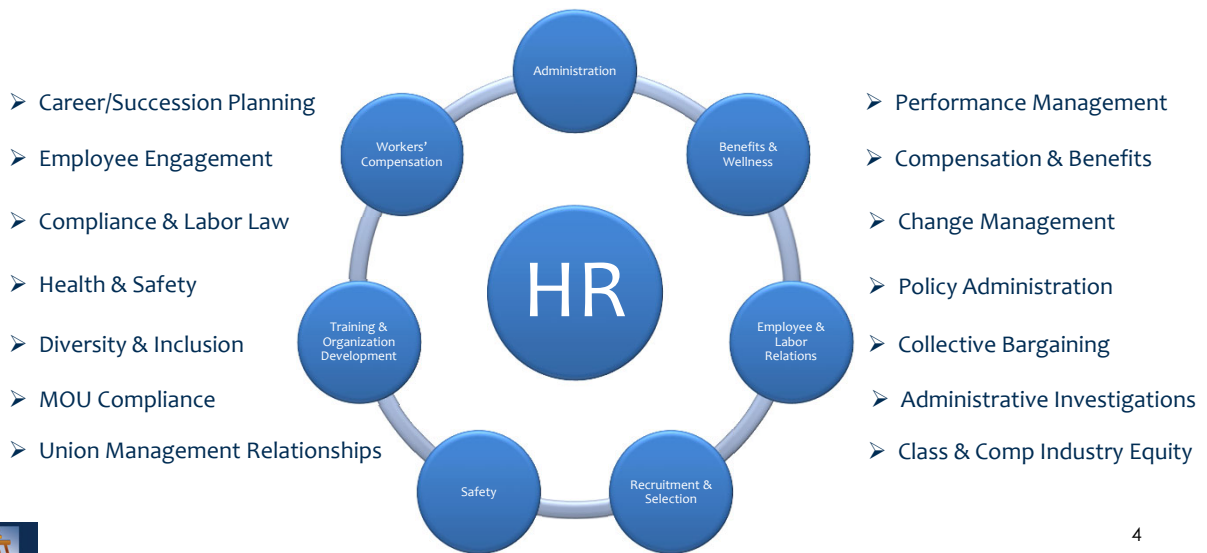 Administration
➢ Career/Succession Planning
➢ Employee Engagement
➢ Compliance & Labor Law
➢ Health & Safety
➢ Diversity & Inclusion
➢ MOU Compliance
➢ Union Management Relationships
Workers’
Compensation
Benefits &
Wellness
HR
Training &
Organization
Development
Employee &
Labor
Relations
Safety
Recruitment &
Selection
➢ Performance Management
➢ Compensation & Benefits
➢ Change Management
➢ Policy Administration
➢ Collective Bargaining
➢ Administrative Investigations
➢ Class & Comp Industry Equity
4